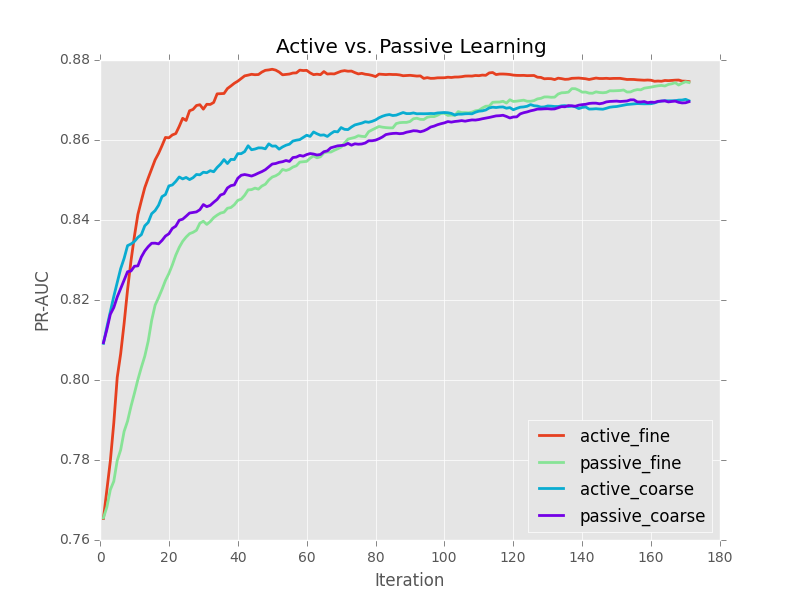 Active vs. Passive Learning
0.88
0.86
0.84
0.82
0.80
0.78
0.76
PR-AUC
active_fine
passive_fine
active_coarse
passive_coarse
0 20 40 60 80 100 120 140 160 180
Iteration